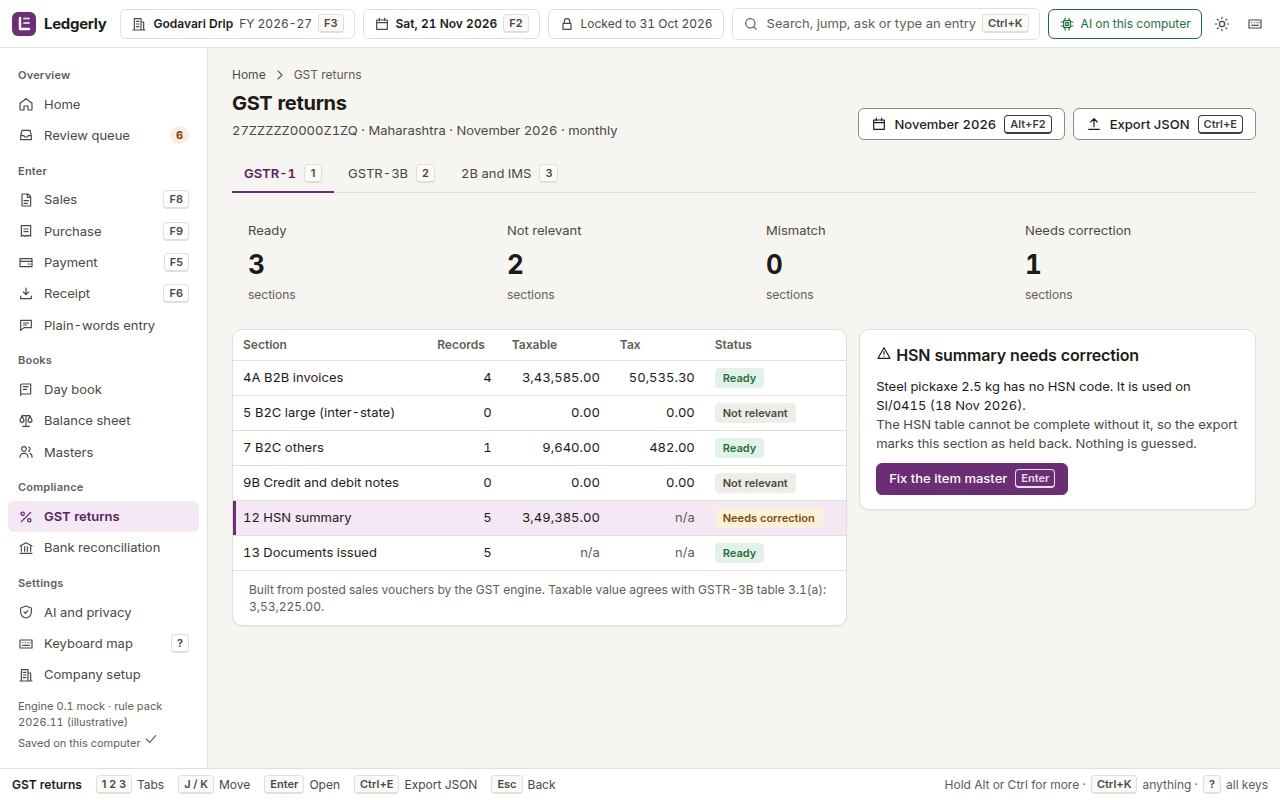 Ledgerly
Godavari Drip FY 2026-27 F3
Sat, 21 Nov 2026 F2
Locked to 31 Oct 2026
Search, jump, ask or type an entry Ctrl+K
AI on this computer
Overview
Home
Review queue 6
Enter
Sales F8
Purchase F9
Payment F5
Receipt F6
Plain-words entry
Books
Day book
Balance sheet
Masters
Compliance
GST returns
Bank reconciliation
Settings
AI and privacy
Keyboard map ?
Company setup
Engine 0.1 mock · rule pack
2026.11 (illustrative)
Saved on this computer
Home GST returns
GST returns
27ZZZZZ0000Z1ZQ · Maharashtra · November 2026 · monthly
November 2026 Alt+F2
Export JSON Ctrl+E
GSTR-1 1
GSTR-3B 2
2B and IMS 3
Ready Not relevant Mismatch Needs correction
3 2 0 1
sections sections sections sections
Section Records Taxable Tax Status
4A B2B invoices 4 3,43,585.00 50,535.30 Ready
5 B2C large (inter-state) 0 0.00 0.00 Not relevant
7 B2C others 1 9,640.00 482.00 Ready
9B Credit and debit notes 0 0.00 0.00 Not relevant
12 HSN summary 5 3,49,385.00 n/a Needs correction
13 Documents issued 5 n/a n/a Ready
Built from posted sales vouchers by the GST engine. Taxable value agrees with GSTR-3B table 3.1(a):
3,53,225.00.
HSN summary needs correction
Steel pickaxe 2.5 kg has no HSN code. It is used on
SI/0415 (18 Nov 2026).
The HSN table cannot be complete without it, so the export
marks this section as held back. Nothing is guessed.
Fix the item master Enter
GST returns 1 2 3 Tabs J / K Move Enter Open Ctrl+E Export JSON Esc Back
Hold Alt or Ctrl for more · Ctrl+K anything · ? all keys